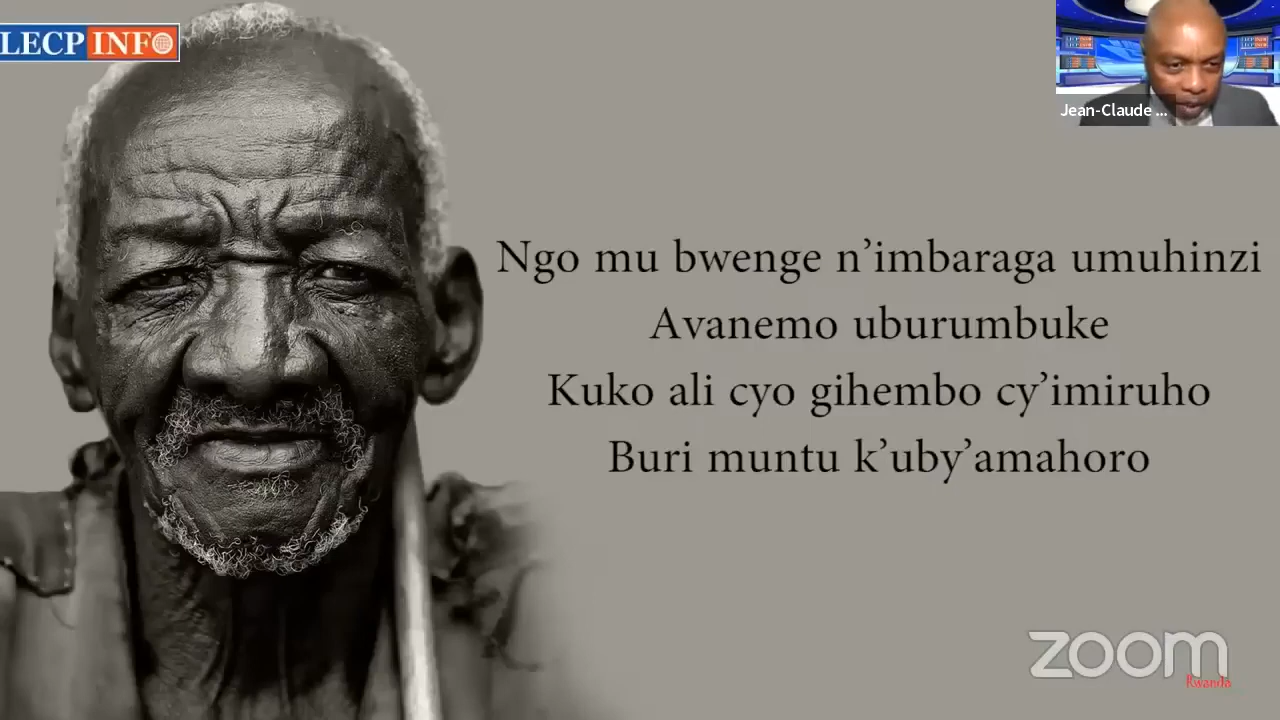 LECP INFO
Jean-Claude ...
Ngo mu bwenge n’imbaraga umuhinzi
Avanemo uburumbuke
Kuko ali cyo gihembo cy’imiruho
Buri muntu k’uby’amahoro
zoom
Rwanda